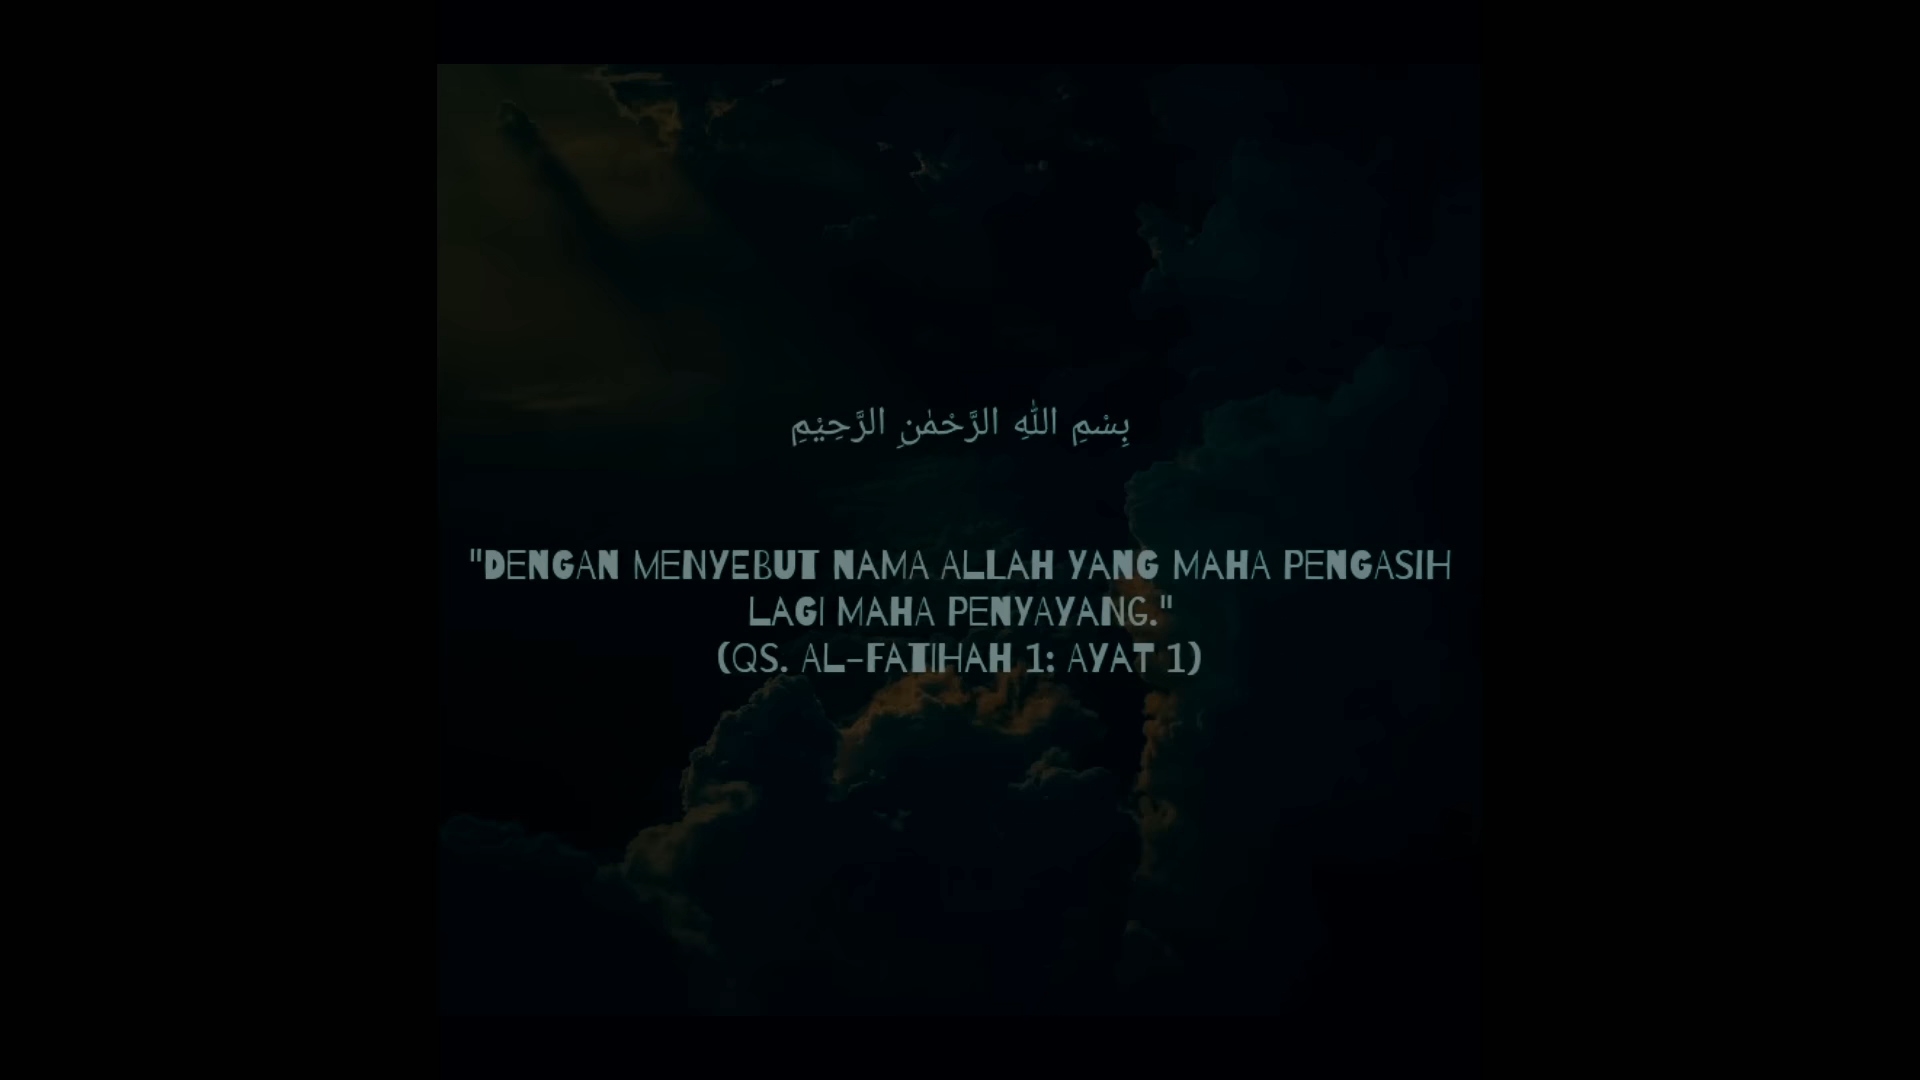 بِسْمِ اللّٰهِ الرَّحْمٰنِ الرَّحِيْمِ
"DENGAN MENYEBUT NAMA ALLAH YANG MAHA PENGASIH
LAGI MAHA PENYAYANG."
(QS. AL-FATIHAH 1: AYAT 1)